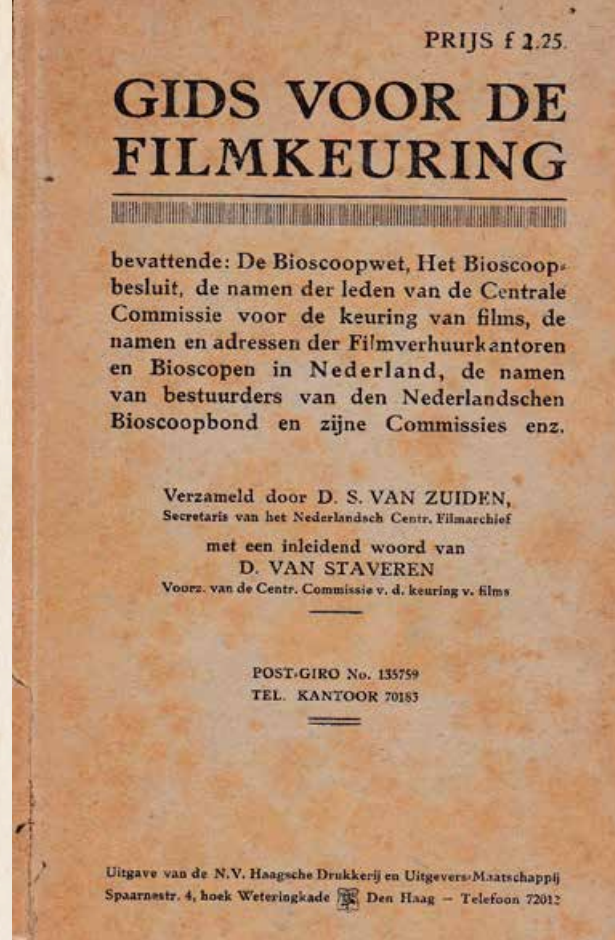 PRIJS f 2.25.
GIDS VOOR DE
FILMKEURING
bevattende: De Bioscoopwet, Het Bioscoop-
besluit, de namen der leden van de Centrale
Commissie voor de keuring van films, de
namen en adressen der Filmverhuurkantoren
en Bioscopen in Nederland, de namen
van bestuurders van den Nederlandschen
Bioscoopbond en zijne Commissies enz.
Verzameld door D. S. VAN ZUIDEN,
Secretaris van het Nederlandsch Centr. Filmarchief
met een inleidend woord van
D. VAN STAVEREN
Voorz. van de Centr. Commissie v. d. keuring v. films
POST-GIRO No. 135759
TEL. KANTOOR 70183
Uitgave van de N.V. Haagsche Drukkerij en Uitgevers-Maatschappij
Spaarnestr. 4, hoek Weteringkade Den Haag — Telefoon 72012